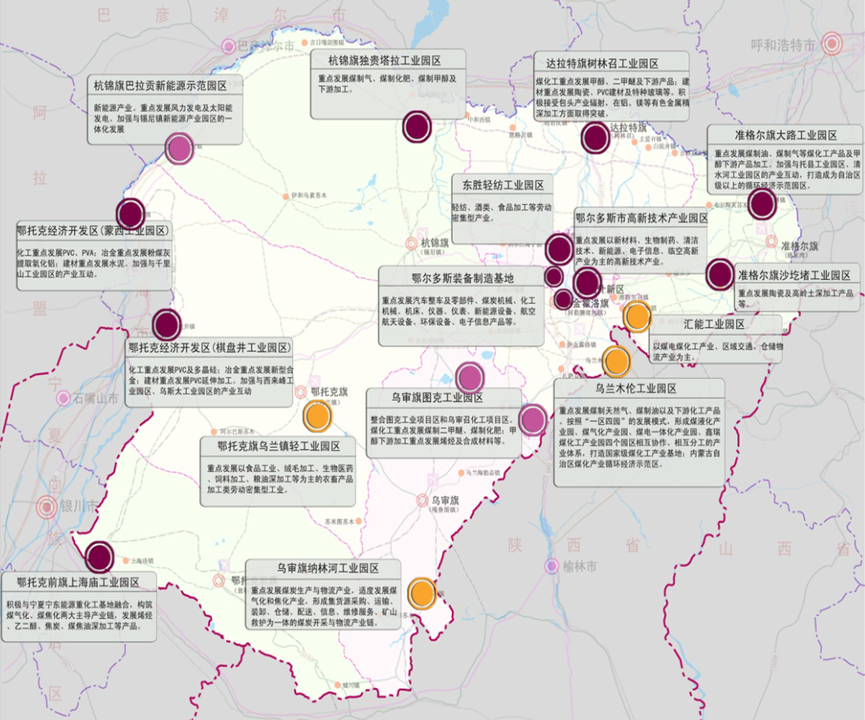 巴 彦 淖 尔 市
巴彦淖尔市
呼和浩特市
杭锦旗独贵塔拉工业园区
重点发展煤制气、煤制化肥、煤制甲醇及
下游加工。
达拉特旗树林召工业园区
煤化工重点发展甲醇、二甲醚及下游产品；建
材重点发展陶瓷、PVC建材及特种玻璃等。积
极接受包头产业辐射，在铝、镁等有色金属精
深加工方面取得突破。
杭锦旗巴拉贡新能源示范园区
新能源产业，重点发展风力发电及太阳能
发电。加强与锡尼镇新能源产业园区的一
体化发展
达拉特旗
准格尔旗大路工业园区
重点发展煤制油、煤制气等煤化工产品及甲
醇下游产品加工。加强与托县工业园区、清
水河工业园区的产业互动，打造成为自治区
级以上的循环经济示范园区。
东胜轻纺工业园区
轻纺、酒类、食品加工等劳动
密集型产业。
鄂尔多斯市高新技术产业园区
重点发展以新材料、生物制药、清洁
技术、新能源、电子信息、临空高新
产业为主的高新技术产业。
鄂托克经济开发区(蒙西工业园区)
化工重点发展PVC、PVA；冶金重点发展粉煤灰
提取氧化铝；建材重点发展水泥。加强与千里
山工业园区的产业互动。
杭锦旗
(锡尼镇)
伊和乌素苏木
准格尔旗
准格尔旗沙圪堵工业园区
重点发展陶瓷及高岭土深加工产品
等。
鄂尔多斯装备制造基地
重点发展汽车整车及零部件、煤炭机械、化工
机械、机床、仪器、仪表、新能源设备、航空
航天设备、环保设备、电子信息产品等。
汇能工业园区
以煤电煤化工产业、区域交通、仓储物
流产业为主。
鄂托克经济开发区(棋盘井工业园区)
化工重点发展PVC及多晶硅；冶金重点发展新型合
金；建材重点发展PVC延伸加工。加强与西来峰工
业园区、乌斯太工业园区的产业互动
鄂托克旗
石嘴山市
乌审旗图克工业园区
整合图克工业项目区和乌审召化工项目区，
煤化工重点发展煤制二甲醚、煤制化肥；甲
醇下游加工重点发展烯烃及合成材料等。
乌兰木伦工业园区
重点发展煤制天然气、煤制油以及下游化工产品
，按照“一区四园”的发展模式，形成煤液化产
业园、煤气化产业园、煤电一体化产业园、鑫瑞
煤化工产业园四个园区相互协作、相互分工的产
业体系，打造国家级煤化工产业基地；内蒙古自
治区煤化产业循环经济示范区。
鄂托克旗乌兰镇轻工业园区
重点发展以食品工业、绒毛加工、生物医药
、饲料加工、粮油深加工等为主的农畜产品
加工类劳动密集型工业。
乌审旗
(嘎鲁图镇)
苏米图苏木
银川市
陕 西 省
山 西 省
榆林市
上海庙镇
鄂托克前旗上海庙工业园区
积极与宁夏宁东能源重化工基地融合，构筑
煤气化、煤焦化两大主导产业链，发展烯烃
、乙二醇、焦炭、煤焦油深加工等产品。
乌审旗纳林河工业园区
重点发展煤炭生产与物流产业，适度发展煤
气化和焦化产业，形成集货源采购、运输、
装卸、仓储、配送、信息、维修服务、矿山
救护为一体的煤炭开采与物流产业链。